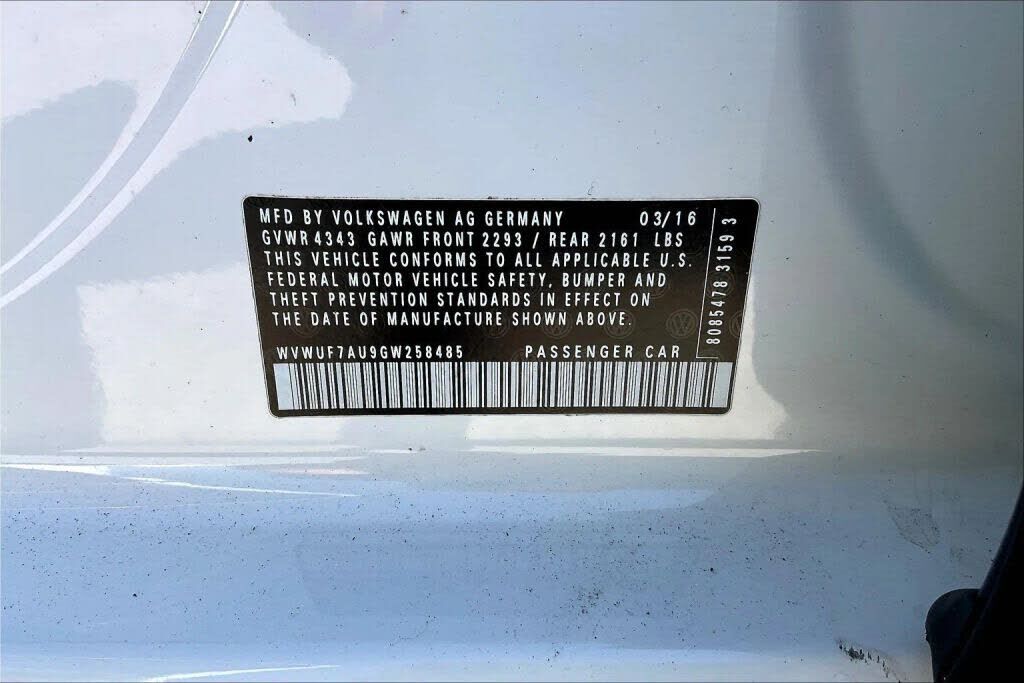 MFD BY VOLKSWAGEN AG GERMANY 03/16
GVWR 4343 GAWR FRONT 2293 / REAR 2161 LBS
THIS VEHICLE CONFORMS TO ALL APPLICABLE U.S.
FEDERAL MOTOR VEHICLE SAFETY, BUMPER AND
THEFT PREVENTION STANDARDS IN EFFECT ON
THE DATE OF MANUFACTURE SHOWN ABOVE.
WVWUF7AU9GW258485 PASSENGER CAR
8085478 3159 3